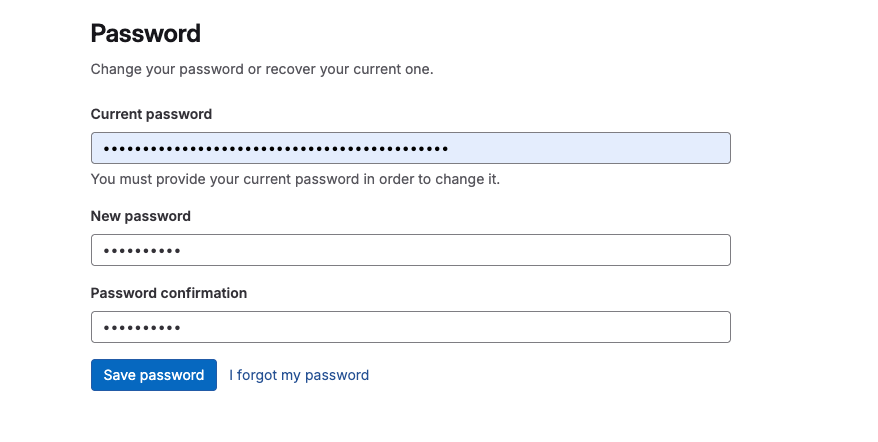 Password
Change your password or recover your current one.
Current password
••••••••••••••••••••••••••••••••••••••••••••
You must provide your current password in order to change it.
New password
••••••••••
Password confirmation
••••••••••
Save password I forgot my password